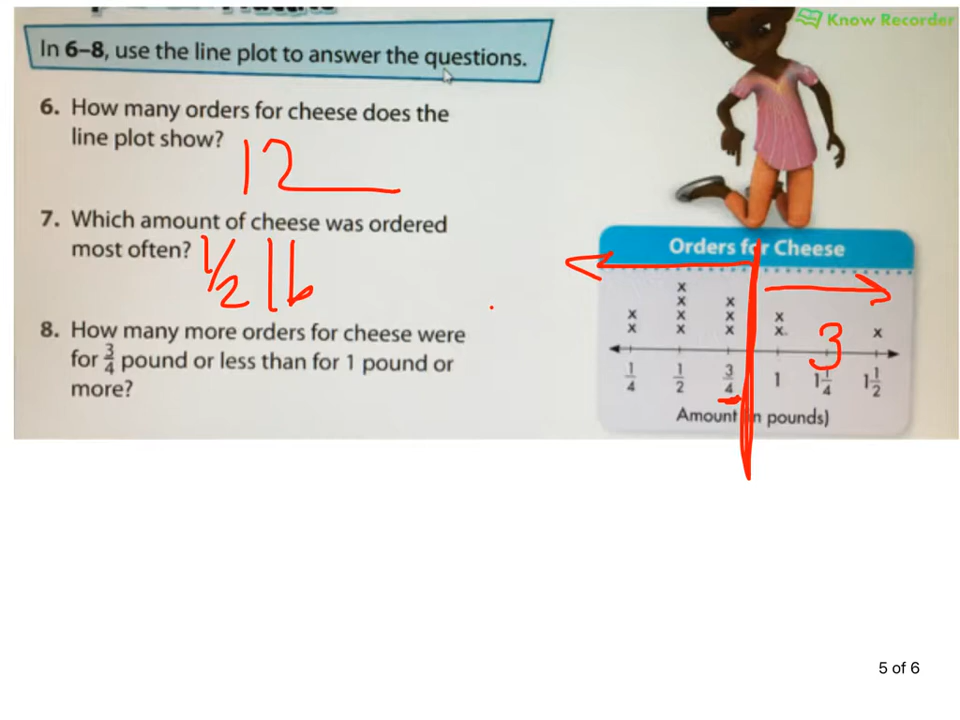 Know Recorder
In 6–8, use the line plot to answer the questions.
6. How many orders for cheese does the
line plot show?
12
7. Which amount of cheese was ordered
most often?
1/2 lb
8. How many more orders for cheese were
for 3/4 pound or less than for 1 pound or
more?
Orders for Cheese
3
1/4 1/2 3/4 1 1 1/4 1 1/2
Amount (in pounds)
5 of 6